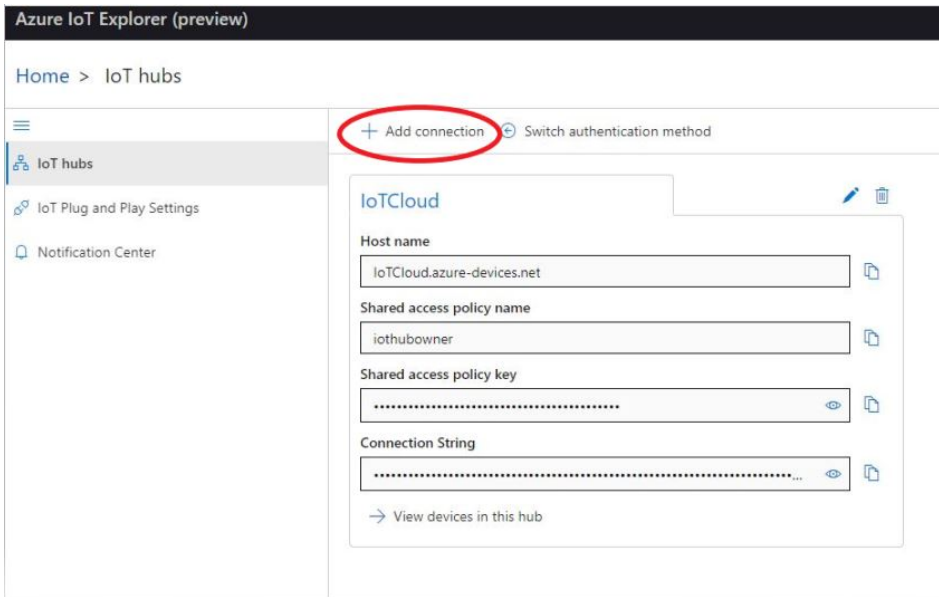 Azure IoT Explorer (preview)
Home > IoT hubs
+ Add connection
Switch authentication method
IoT hubs
IoT Plug and Play Settings
Notification Center
IoTCloud
Host name
IoTCloud.azure-devices.net
Shared access policy name
iothubowner
Shared access policy key
Connection String
View devices in this hub